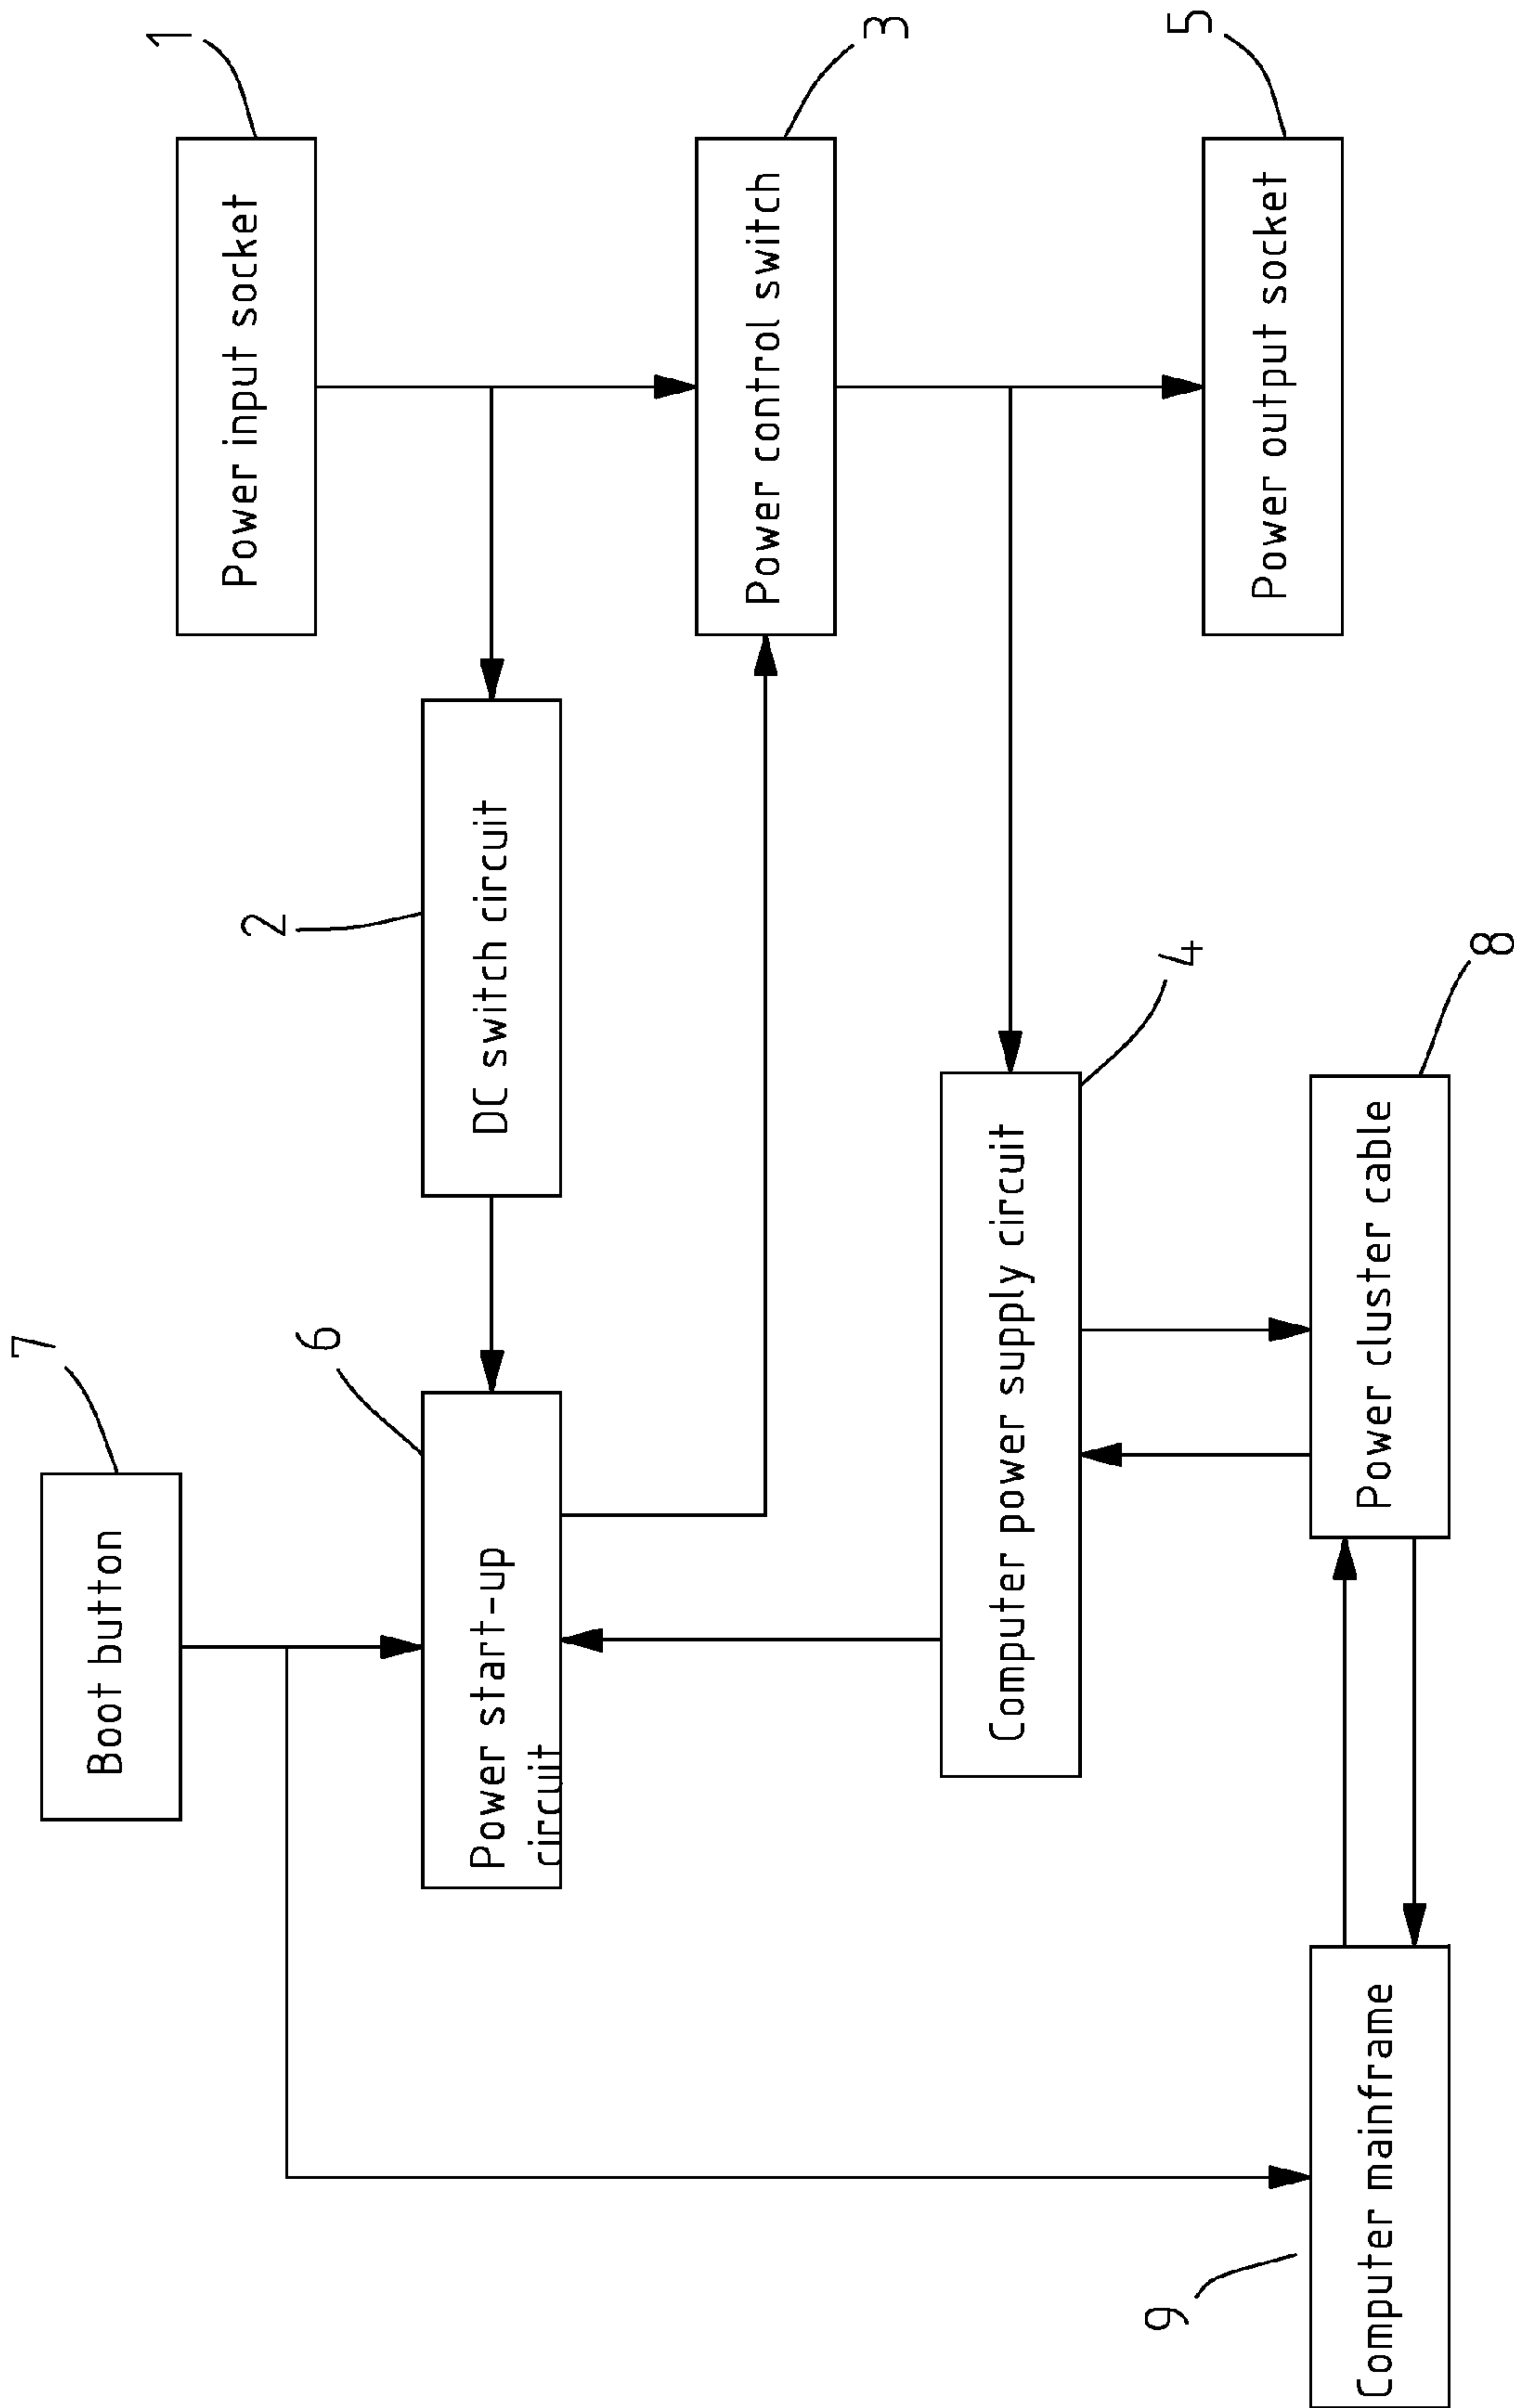 1
Power input socket
3
Power control switch
5
Power output socket
2
DC switch circuit
4
Computer power supply circuit
8
Power cluster cable
7
Boot button
6
Power start-up
circuit
9
Computer mainframe